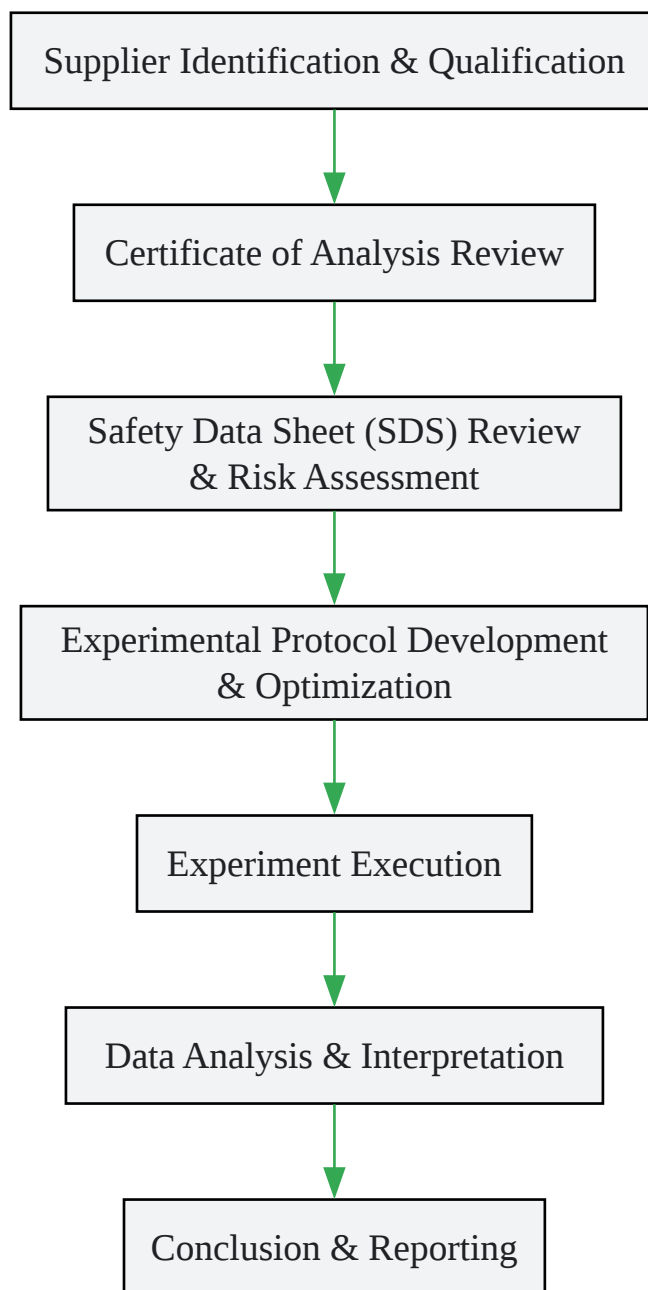 Supplier Identification & Qualification
Certificate of Analysis Review
Safety Data Sheet (SDS) Review
& Risk Assessment
Experimental Protocol Development
& Optimization
Experiment Execution
Data Analysis & Interpretation
Conclusion & Reporting